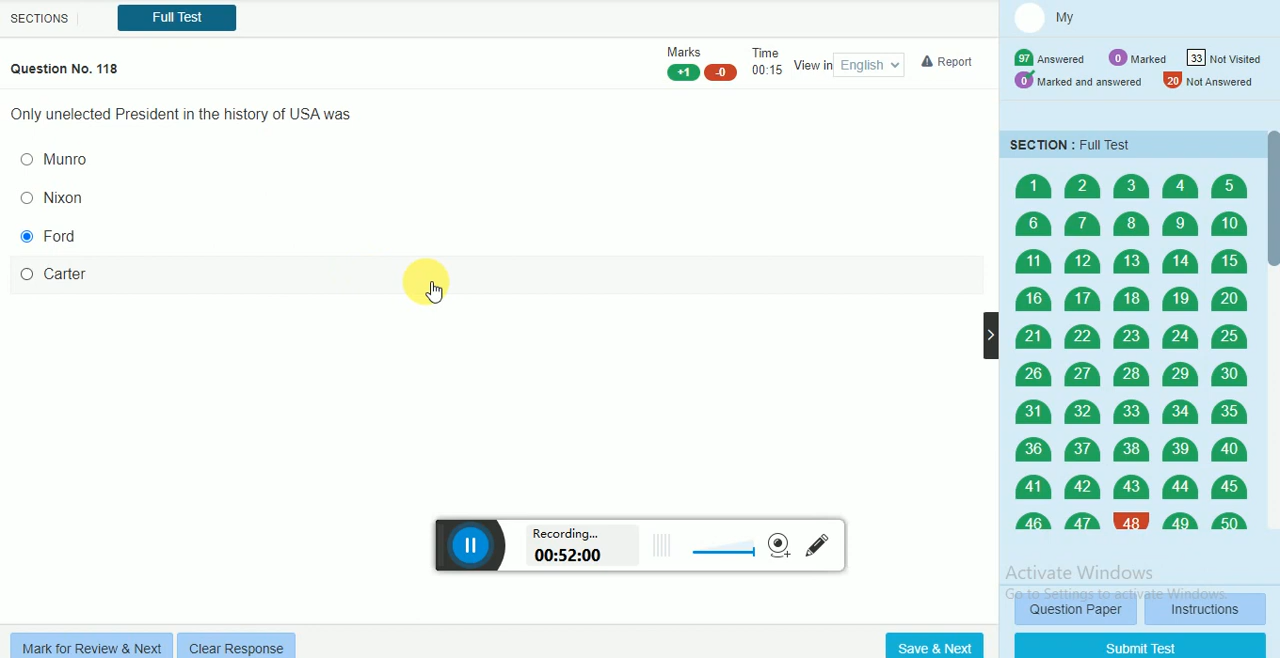 SECTIONS
Full Test
Question No. 118
Marks
+1 -0
Time
00:15
View in English
Report
Only unelected President in the history of USA was
Munro
Nixon
Ford
Carter
Recording...
00:52:00
Mark for Review & Next
Clear Response
Save & Next
My
97 Answered
0 Marked
33 Not Visited
0 Marked and answered
20 Not Answered
SECTION : Full Test
1 2 3 4 5
6 7 8 9 10
11 12 13 14 15
16 17 18 19 20
21 22 23 24 25
26 27 28 29 30
31 32 33 34 35
36 37 38 39 40
41 42 43 44 45
46 47 48 49 50
Activate Windows
Go to Settings to activate Windows.
Question Paper
Instructions
Submit Test